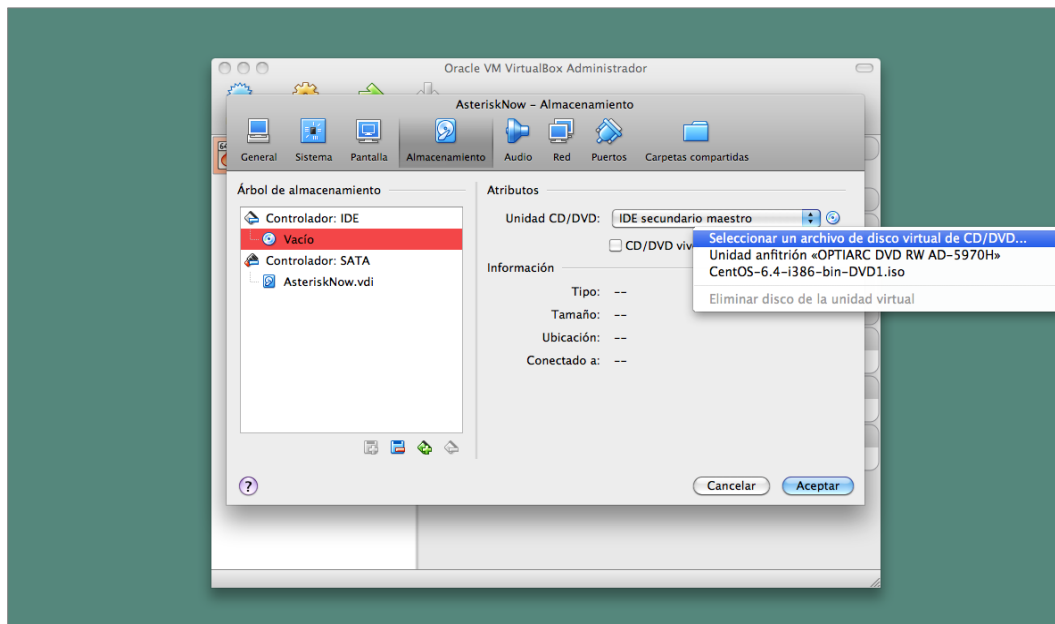 Oracle VM VirtualBox Administrador
AsteriskNow – Almacenamiento
General Sistema Pantalla Almacenamiento Audio Red Puertos Carpetas compartidas
Árbol de almacenamiento
Controlador: IDE
Vacío
Controlador: SATA
AsteriskNow.vdi
Atributos
Unidad CD/DVD: IDE secundario maestro
CD/DVD viv
Seleccionar un archivo de disco virtual de CD/DVD...
Unidad anfitrión «OPTIARC DVD RW AD-5970H»
CentOS-6.4-i386-bin-DVD1.iso
Eliminar disco de la unidad virtual
Información
Tipo: --
Tamaño: --
Ubicación: --
Conectado a: --
?
Cancelar Aceptar